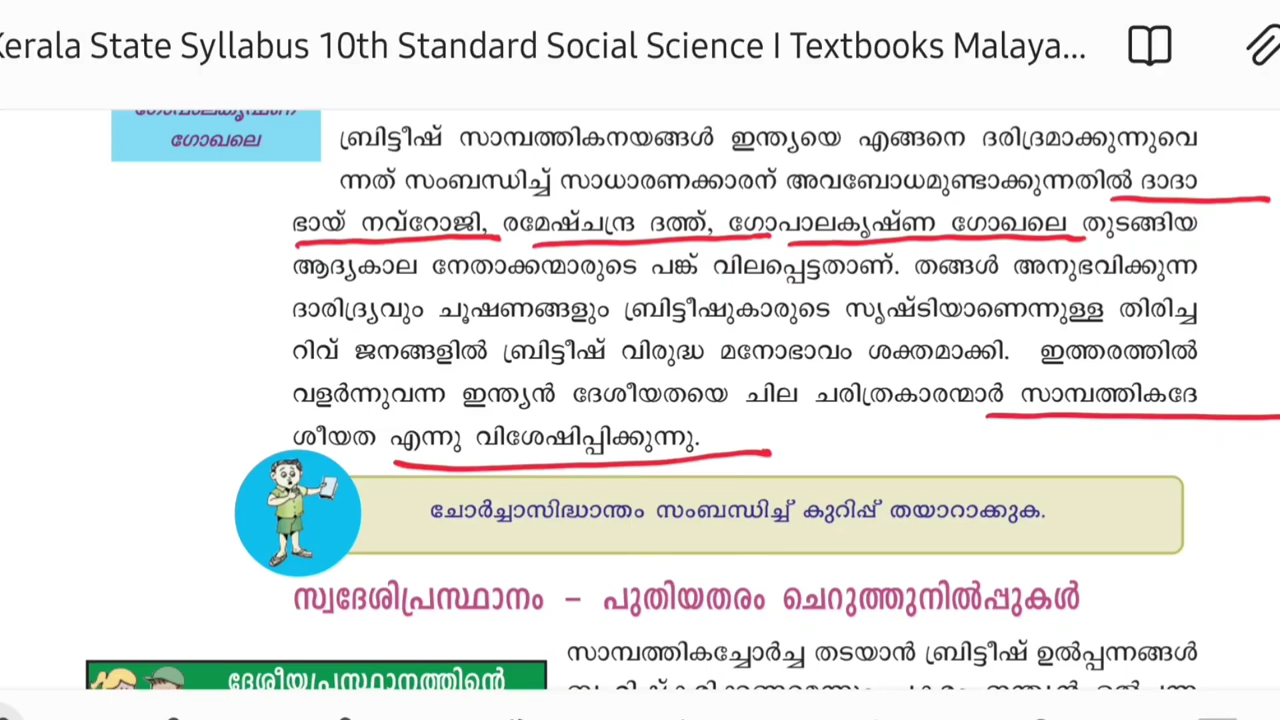 Kerala State Syllabus 10th Standard Social Science I Textbooks Malaya...
ഗോപാലകൃഷ്ണ
ഗോഖലെ
ബ്രിട്ടീഷ് സാമ്പത്തികനയങ്ങൾ ഇന്ത്യയെ എങ്ങനെ ദരിദ്രമാക്കുന്നുവെ
ന്നത് സംബന്ധിച്ച് സാധാരണക്കാരന് അവബോധമുണ്ടാക്കുന്നതിൽ ദാദാ
ഭായ് നവ്റോജി, രമേഷ്ചന്ദ്ര ദത്ത്, ഗോപാലകൃഷ്ണ ഗോഖലെ തുടങ്ങിയ
ആദ്യകാല നേതാക്കന്മാരുടെ പങ്ക് വിലപ്പെട്ടതാണ്. തങ്ങൾ അനുഭവിക്കുന്ന
ദാരിദ്ര്യവും ചൂഷണങ്ങളും ബ്രിട്ടീഷുകാരുടെ സൃഷ്ടിയാണെന്നുള്ള തിരിച്ച
റിവ് ജനങ്ങളിൽ ബ്രിട്ടീഷ് വിരുദ്ധ മനോഭാവം ശക്തമാക്കി. ഇത്തരത്തിൽ
വളർന്നുവന്ന ഇന്ത്യൻ ദേശീയതയെ ചില ചരിത്രകാരന്മാർ സാമ്പത്തികദേ
ശീയത എന്നു വിശേഷിപ്പിക്കുന്നു.
ചോർച്ചാസിദ്ധാന്തം സംബന്ധിച്ച് കുറിപ്പ് തയാറാക്കുക.
സ്വദേശിപ്രസ്ഥാനം – പുതിയതരം ചെറുത്തുനിൽപ്പുകൾ
സാമ്പത്തികച്ചോർച്ച തടയാൻ ബ്രിട്ടീഷ് ഉൽപ്പന്നങ്ങൾ
ദേശീയപ്രസ്ഥാനത്തിന്റെ